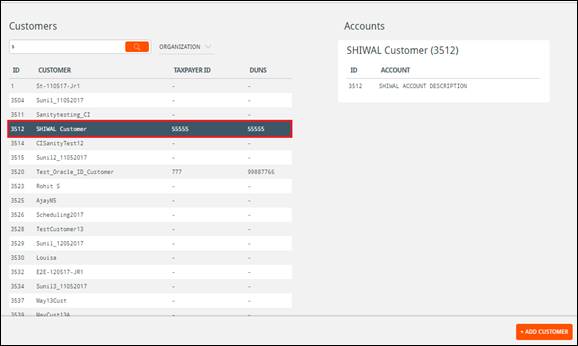 Customers
s
ORGANIZATION
ID CUSTOMER TAXPAYER ID DUNS
1 St-110517-Jr1 - -
3504 Sunil_11052017 - -
3511 Sanitytesting_CI - -
3512 SHIWAL Customer 55555 55555
3514 CISanityTest12 - -
3515 Sunil2_11052017 - -
3520 Test_Oracle_ID_Customer 777 99887766
3523 Rohit S - -
3525 AjayNS - -
3526 Scheduling2017 - -
3528 TestCustomer13 - -
3529 Sunil_12052017 - -
3530 Louisa - -
3532 E2E-120517-JR1 - -
3534 Sunil3_11052017 - -
3537 May13Cust - -
3539 MayCust13A - -
Accounts
SHIWAL Customer (3512)
ID ACCOUNT
3512 SHIWAL ACCOUNT DESCRIPTION
+ ADD CUSTOMER